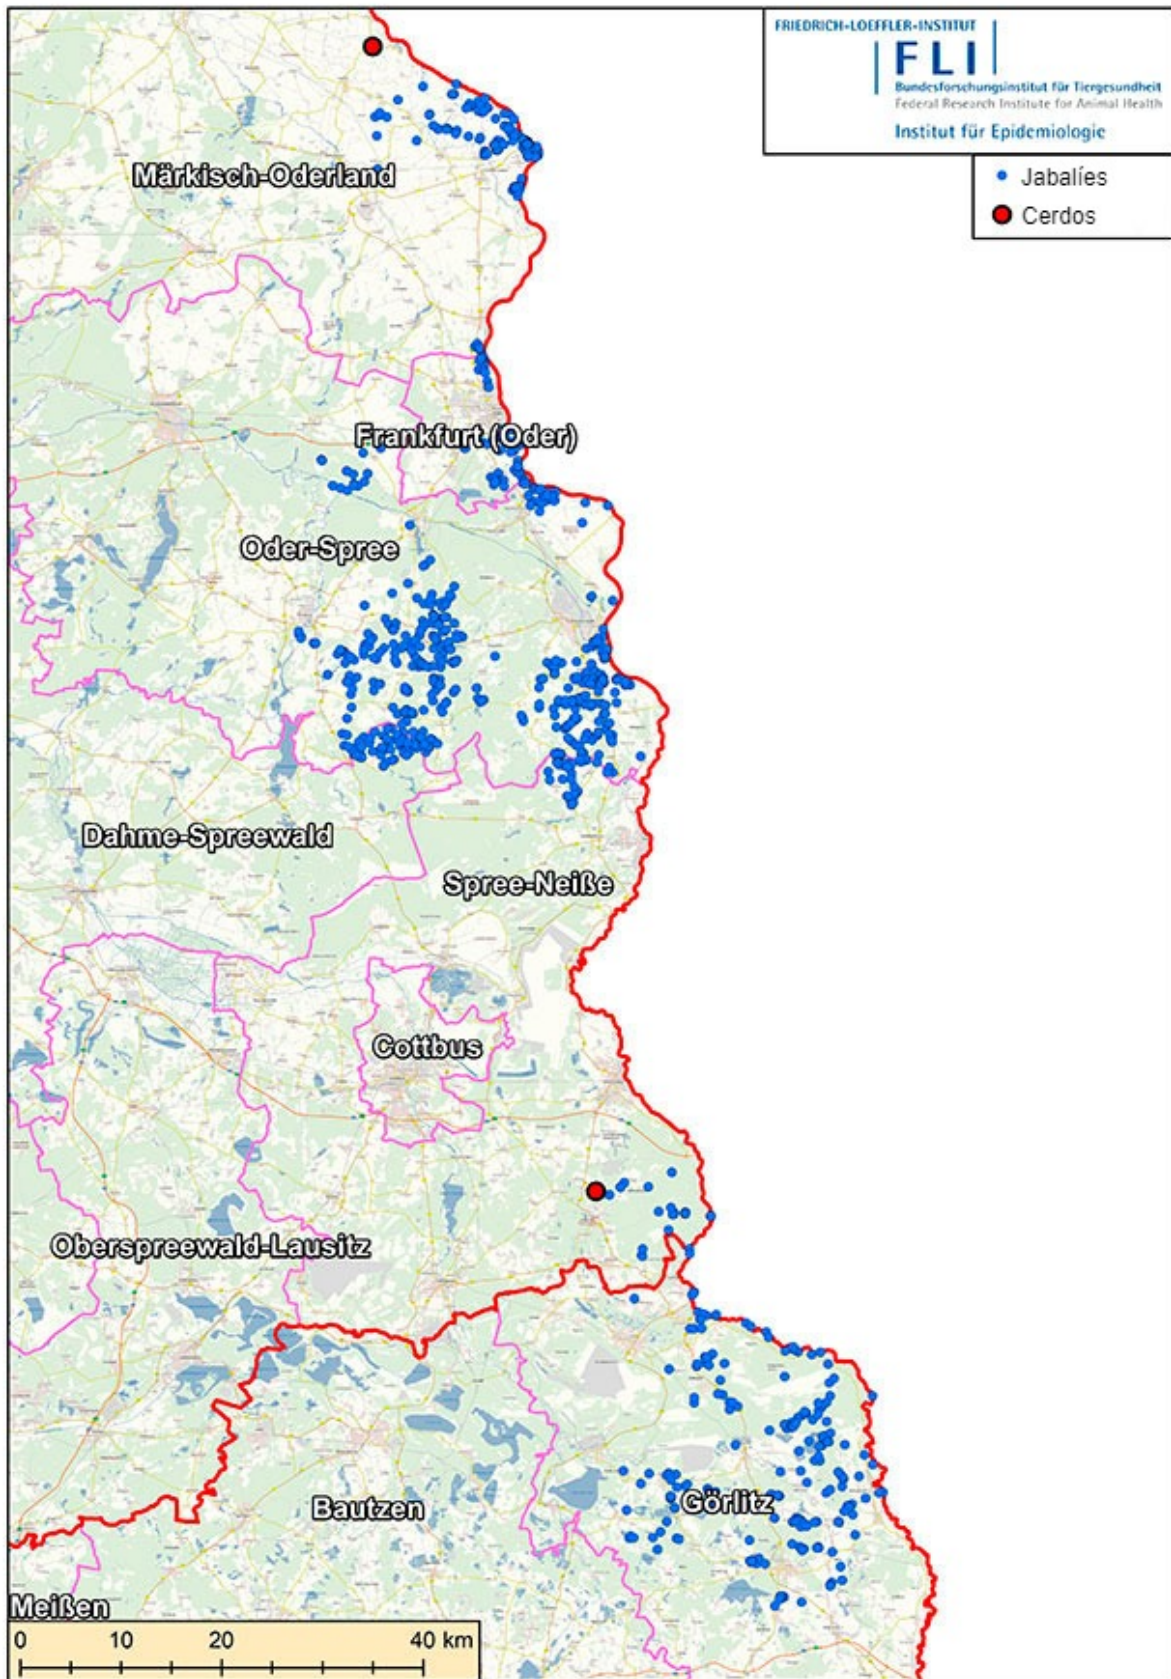 FRIEDRICH-LOEFFLER-INSTITUT
FLI
Bundesforschungsinstitut für Tiergesundheit
Federal Research Institute for Animal Health
Institut für Epidemiologie
Jabalíes
Cerdos
Märkisch-Oderland
Frankfurt (Oder)
Oder-Spree
Dahme-Spreewald
Spree-Neiße
Cottbus
Oberspreewald-Lausitz
Bautzen
Görlitz
Meißen
0 10 20 40 km